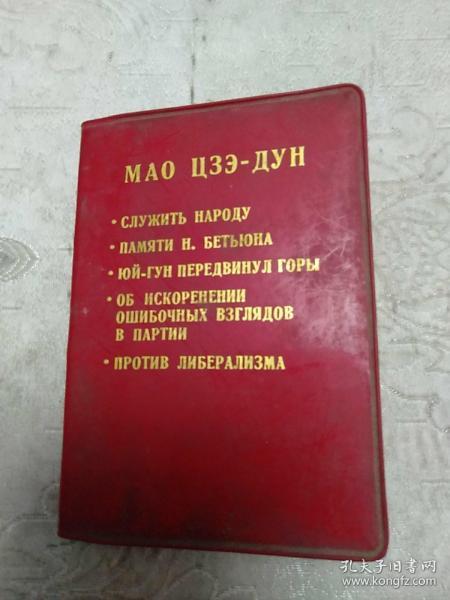 МАО ЦЗЭ-ДУН
• СЛУЖИТЬ НАРОДУ
• ПАМЯТИ Н. БЕТЬЮНА
• ЮЙ-ГУН ПЕРЕДВИНУЛ ГОРЫ
• ОБ ИСКОРЕНЕНИИ
ОШИБОЧНЫХ ВЗГЛЯДОВ
В ПАРТИИ
• ПРОТИВ ЛИБЕРАЛИЗМА
孔夫子旧书网
www.kongfz.com